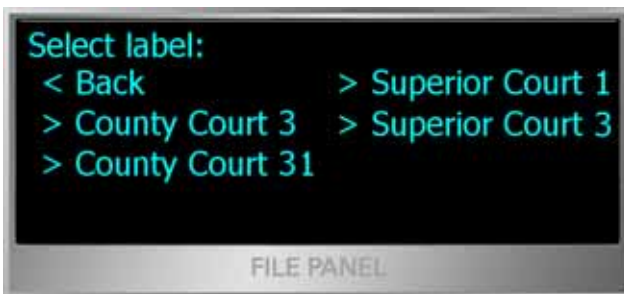 Select label:
< Back
> County Court 3
> County Court 31
> Superior Court 1
> Superior Court 3
FILE PANEL